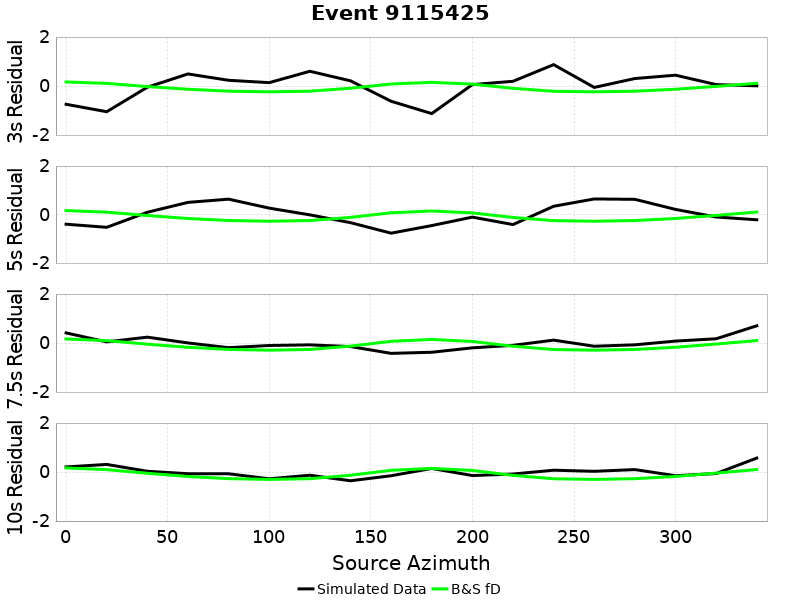 Event 9115425
3s Residual
2
0
-2
5s Residual
2
0
-2
7.5s Residual
2
0
-2
10s Residual
2
0
-2
0 50 100 150 200 250 300
Source Azimuth
Simulated Data B&S fD